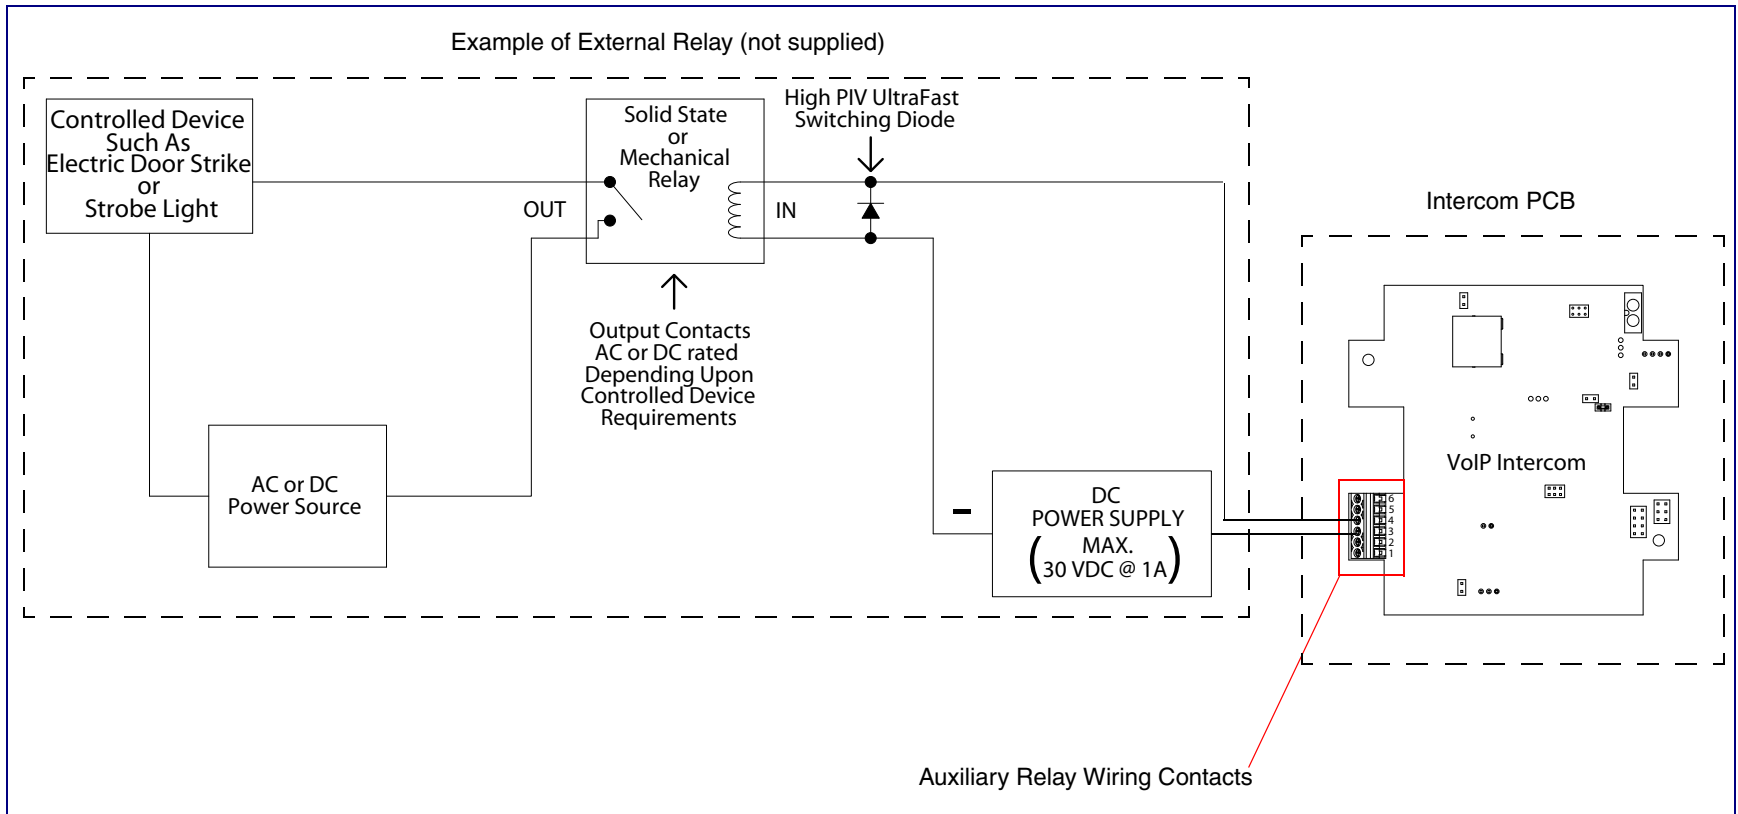 Example of External Relay (not supplied)
Controlled Device
Such As
Electric Door Strike
or
Strobe Light
Solid State
or
Mechanical
Relay
High PIV UltraFast
Switching Diode
OUT
IN
Intercom PCB
Output Contacts
AC or DC rated
Depending Upon
Controlled Device
Requirements
AC or DC
Power Source
–
DC
POWER SUPPLY
( MAX.
30 VDC @ 1A )
VoIP Intercom
6
5
4
3
2
1
Auxiliary Relay Wiring Contacts